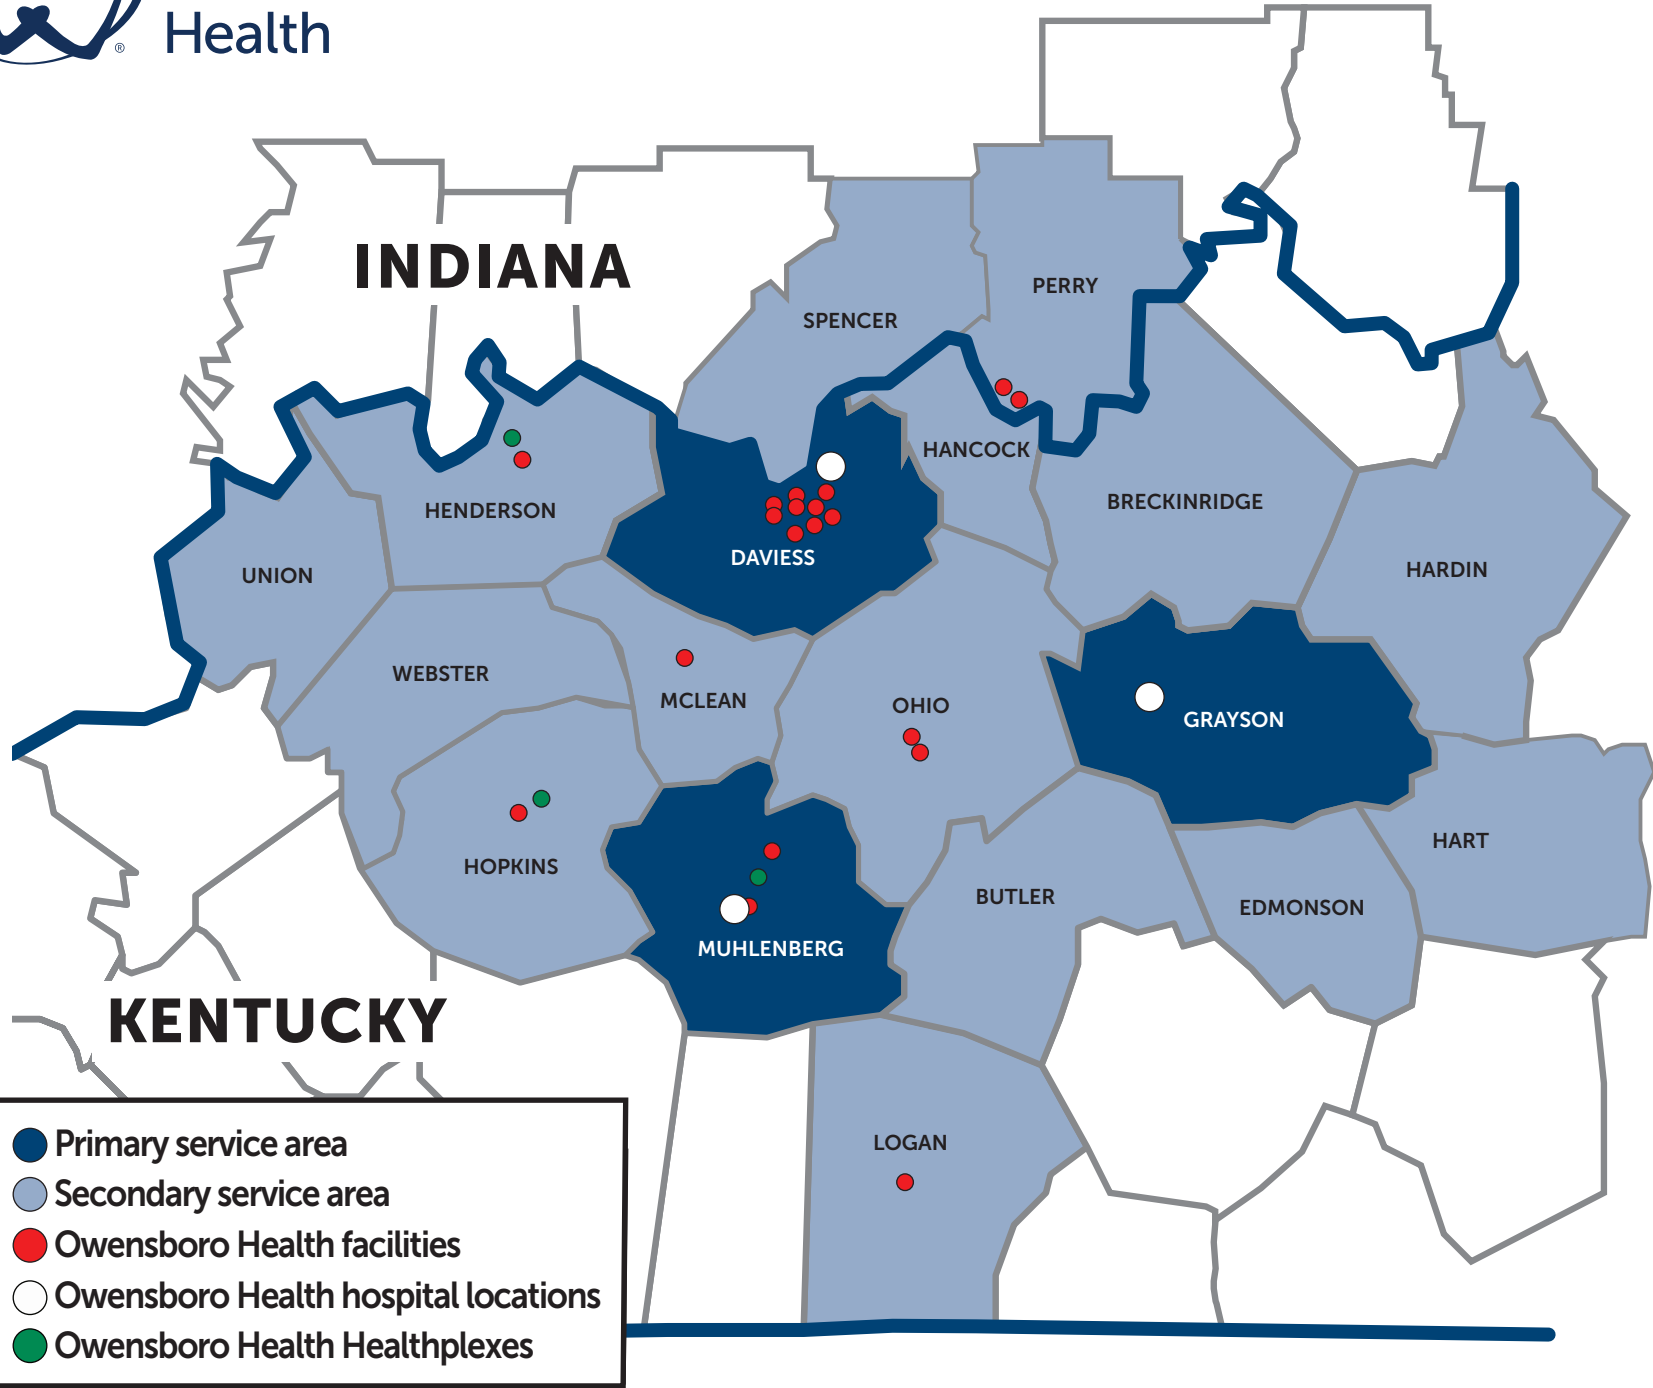 Health
®
INDIANA
PERRY
SPENCER
HANCOCK
BRECKINRIDGE
HENDERSON
DAVIESS
HARDIN
UNION
WEBSTER
MCLEAN
OHIO
GRAYSON
HART
HOPKINS
BUTLER
EDMONSON
MUHLENBERG
KENTUCKY
LOGAN
Primary service area
Secondary service area
Owensboro Health facilities
Owensboro Health hospital locations
Owensboro Health Healthplexes